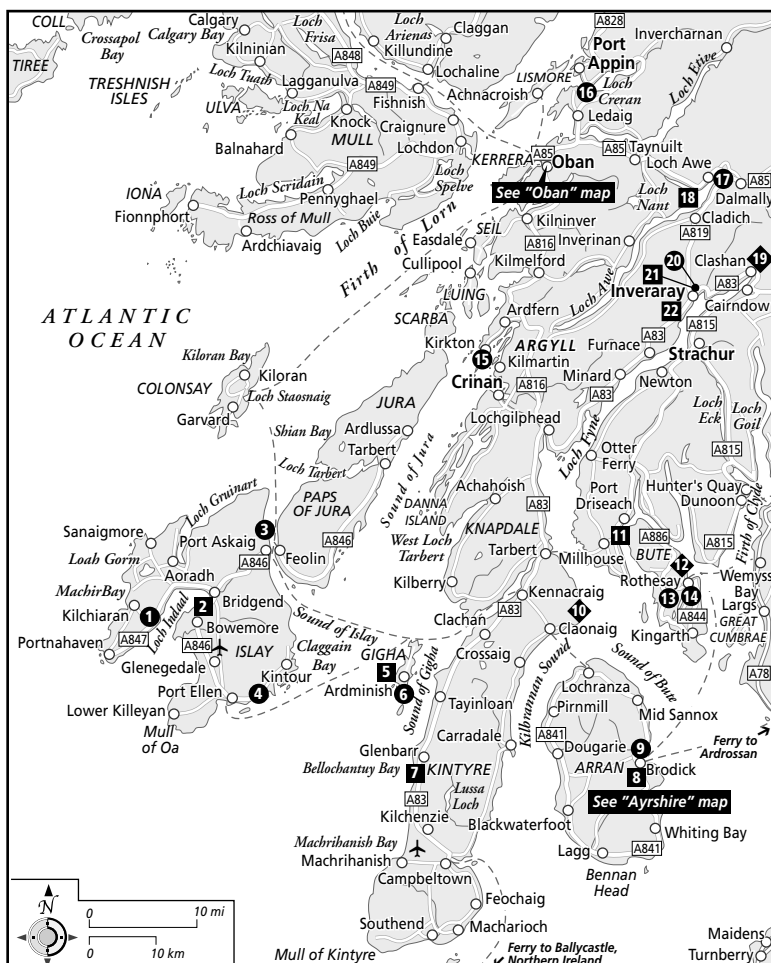 COLL
Crossapol
Bay
TIREE
Calgary
Calgary Bay
Loch
Frisa
Loch
Arienas
Claggan
Killundine
Kilninian
A848
Loch Tuath
Lagganulva
A849
Lochaline
TRESHNISH
ISLES
ULVA
Loch Na
Keal
Fishnish
Knock
MULL
Craignure
Balnahard
Lochdon
A849
Loch
Spelve
IONA
Loch Scridain
Pennyghael
Fionnphort
Ross of Mull
Loch Buie
Ardchiavaig
A828
Port
Appin
Invercharnan
LISMORE
Achnacroish
16
Loch
Creran
Loch Etive
Ledaig
KERRERA
A85
Oban
A85
Taynuilt
Loch Awe
17
A85
Dalmally
See "Oban" map
Loch
Nant
18
Cladich
Kilninver
SEIL
A819
Easdale
A816
Inverinan
Clashan
19
Cullipool
Kilmelford
20
21
A83
Firth of Lorn
LUING
Loch Awe
Inveraray
Cairndow
22
SCARBA
Ardfern
A815
ATLANTIC
OCEAN
Kirkton
ARGYLL
Furnace
A83
Strachur
15
Kilmartin
Kiloran Bay
Crinan
Minard
Newton
Kiloran
A816
A83
COLONSAY
Loch Staosnaig
JURA
Loch
Eck
Loch
Goil
Garvard
Lochgilphead
Loch Fyne
Shian Bay
Ardlussa
A815
Tarbert
Otter
Ferry
Loch Tarbert
Sound of Jura
Loch Gruinart
Achahoish
Port
Driseach
Hunter's Quay
Dunoon
PAPS
OF JURA
DANNA
ISLAND
A83
Firth of Clyde
Sanaigmore
3
Port Askaig
KNAPDALE
11
A886
A815
Loah Gorm
A846
Feolin
A846
West Loch
Tarbert
Tarbert
Millhouse
BUTE
12
Wemyss
Bay
Aoradh
Rothesay
MachirBay
Kilberry
Kennacraig
13
14
Largs
Kilchiaran
1
2
Bridgend
A83
10
A844
GREAT
CUMBRAE
Loch Indaal
Bowemore
Sound of Islay
Clachan
Claonaig
Kingarth
Portnahaven
A847
A846
ISLAY
Claggain
Bay
GIGHA
Crossaig
Glenegedale
Kintour
5
Sound of Gigha
Kilbrannan Sound
Sound of Bute
A78
Port Ellen
4
Ardminish
6
Lochranza
Lower Killeyan
Tayinloan
Pirnmill
Mid Sannox
Mull
of Oa
Carradale
A841
Ferry to
Ardrossan
Glenbarr
Dougarie
9
Bellochantuy Bay
7
KINTYRE
ARRAN
8
Brodick
A83
Lussa
Loch
See "Ayrshire" map
Kilchenzie
Blackwaterfoot
Whiting Bay
Machrihanish Bay
Machrihanish
Lagg
A841
Campbeltown
Bennan
Head
Feochaig
Southend
Macharioch
Maidens
Mull of Kintyre
Ferry to Ballycastle,
Northern Ireland
Turnberry
N
0
10 mi
0
10 km